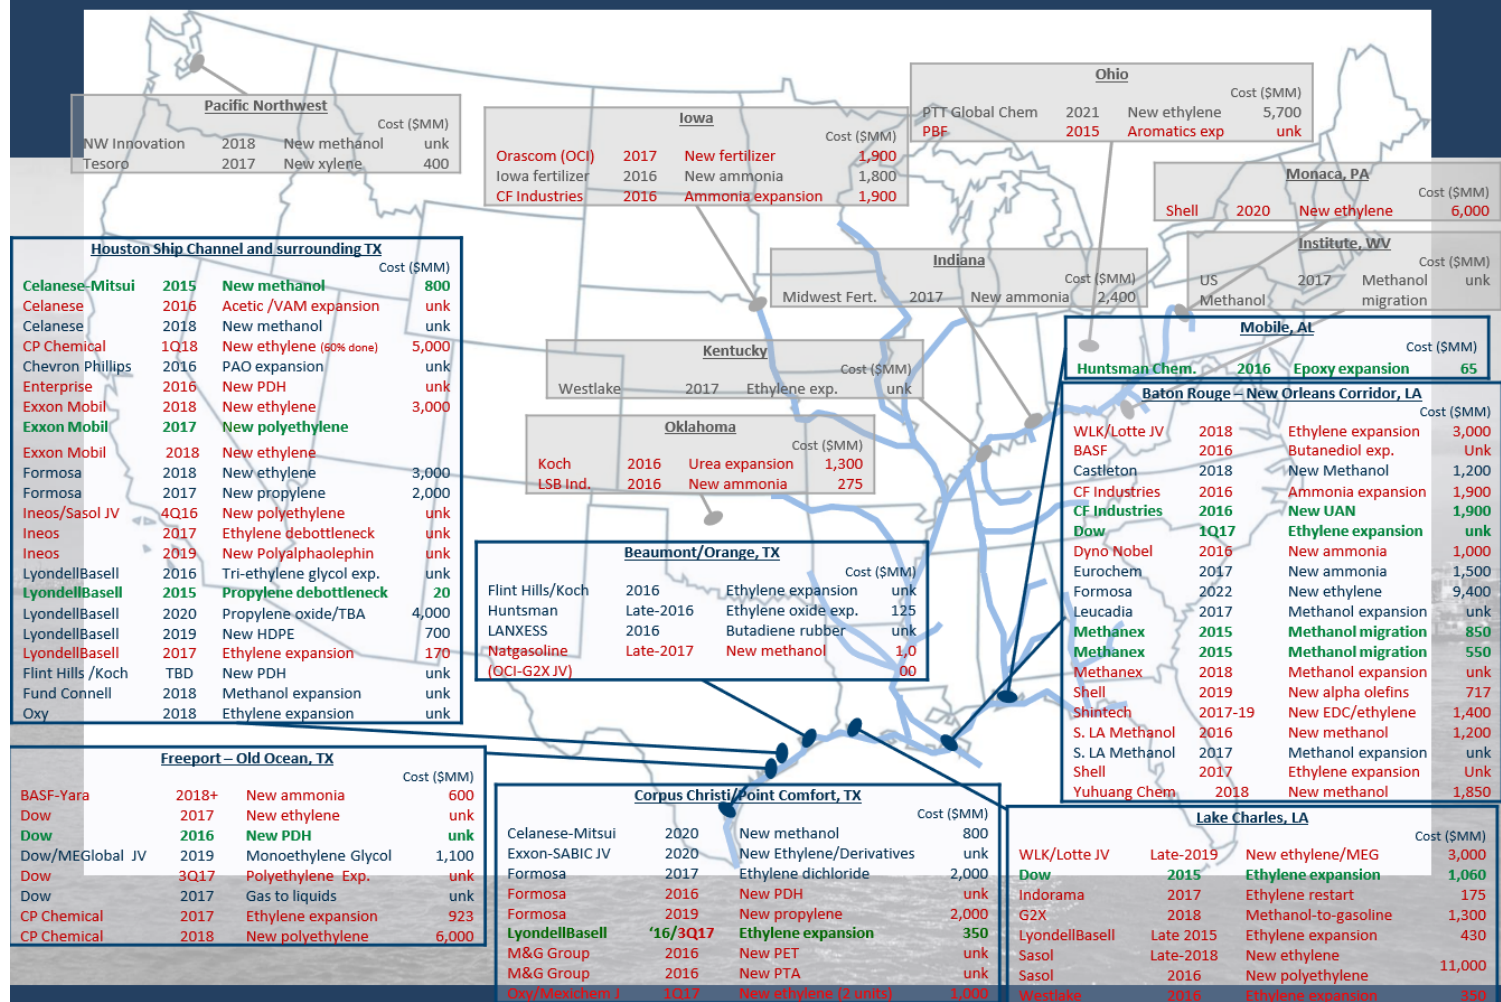 Pacific Northwest
Cost ($MM)
NW Innovation 2018 New methanol unk
Tesoro 2017 New xylene 400
Iowa
Cost ($MM)
Orascom (OCI) 2017 New fertilizer 1,900
Iowa fertilizer 2016 New ammonia 1,800
CF Industries 2016 Ammonia expansion 1,900
Ohio
Cost ($MM)
PTT Global Chem 2021 New ethylene 5,700
PBF 2015 Aromatics exp unk
Monaca, PA
Cost ($MM)
Shell 2020 New ethylene 6,000
Institute, WV
Cost ($MM)
US 2017 Methanol unk
Methanol migration
Indiana
Cost ($MM)
Midwest Fert. 2017 New ammonia 2,400
Kentucky
Cost ($MM)
Westlake 2017 Ethylene exp. unk
Oklahoma
Cost ($MM)
Koch 2016 Urea expansion 1,300
LSB Ind. 2016 New ammonia 275
Houston Ship Channel and surrounding TX
Cost ($MM)
Celanese-Mitsui 2015 New methanol 800
Celanese 2016 Acetic /VAM expansion unk
Celanese 2018 New methanol unk
CP Chemical 1Q18 New ethylene (60% done) 5,000
Chevron Phillips 2016 PAO expansion unk
Enterprise 2016 New PDH unk
Exxon Mobil 2018 New ethylene 3,000
Exxon Mobil 2017 New polyethylene
Exxon Mobil 2018 New ethylene
Formosa 2018 New ethylene 3,000
Formosa 2017 New propylene 2,000
Ineos/Sasol JV 4Q16 New polyethylene unk
Ineos 2017 Ethylene debottleneck unk
Ineos 2019 New Polyalphaolephin unk
LyondellBasell 2016 Tri-ethylene glycol exp. unk
LyondellBasell 2015 Propylene debottleneck 20
LyondellBasell 2020 Propylene oxide/TBA 4,000
LyondellBasell 2019 New HDPE 700
LyondellBasell 2017 Ethylene expansion 170
Flint Hills /Koch TBD New PDH unk
Fund Connell 2018 Methanol expansion unk
Oxy 2018 Ethylene expansion unk
Beaumont/Orange, TX
Cost ($MM)
Flint Hills/Koch 2016 Ethylene expansion unk
Huntsman Late-2016 Ethylene oxide exp. 125
LANXESS 2016 Butadiene rubber unk
Natgasoline Late-2017 New methanol 1,0
(OCI-G2X JV) 00
Mobile, AL
Cost ($MM)
Huntsman Chem. 2016 Epoxy expansion 65
Baton Rouge – New Orleans Corridor, LA
Cost ($MM)
WLK/Lotte JV 2018 Ethylene expansion 3,000
BASF 2016 Butanediol exp. Unk
Castleton 2018 New Methanol 1,200
CF Industries 2016 Ammonia expansion 1,900
CF Industries 2016 New UAN 1,900
Dow 1Q17 Ethylene expansion unk
Dyno Nobel 2016 New ammonia 1,000
Eurochem 2017 New ammonia 1,500
Formosa 2022 New ethylene 9,400
Leucadia 2017 Methanol expansion unk
Methanex 2015 Methanol migration 850
Methanex 2015 Methanol migration 550
Methanex 2018 Methanol expansion unk
Shell 2019 New alpha olefins 717
Shintech 2017-19 New EDC/ethylene 1,400
S. LA Methanol 2016 New methanol 1,200
S. LA Methanol 2017 Methanol expansion unk
Shell 2017 Ethylene expansion Unk
Yuhuang Chem 2018 New methanol 1,850
Freeport – Old Ocean, TX
Cost ($MM)
BASF-Yara 2018+ New ammonia 600
Dow 2017 New ethylene unk
Dow 2016 New PDH unk
Dow/MEGlobal JV 2019 Monoethylene Glycol 1,100
Dow 3Q17 Polyethylene Exp. unk
Dow 2017 Gas to liquids unk
CP Chemical 2017 Ethylene expansion 923
CP Chemical 2018 New polyethylene 6,000
Corpus Christi/Point Comfort, TX
Cost ($MM)
Celanese-Mitsui 2020 New methanol 800
Exxon-SABIC JV 2020 New Ethylene/Derivatives unk
Formosa 2017 Ethylene dichloride 2,000
Formosa 2016 New PDH unk
Formosa 2019 New propylene 2,000
LyondellBasell ‘16/3Q17 Ethylene expansion 350
M&G Group 2016 New PET unk
M&G Group 2016 New PTA unk
Oxy/Mexichem J 1Q17 New ethylene (2 units) 1,000
Lake Charles, LA
Cost ($MM)
WLK/Lotte JV Late-2019 New ethylene/MEG 3,000
Dow 2015 Ethylene expansion 1,060
Indorama 2017 Ethylene restart 175
G2X 2018 Methanol-to-gasoline 1,300
LyondellBasell Late 2015 Ethylene expansion 430
Sasol Late-2018 New ethylene
11,000
Sasol 2016 New polyethylene
Westlake 2016 Ethylene expansion 350